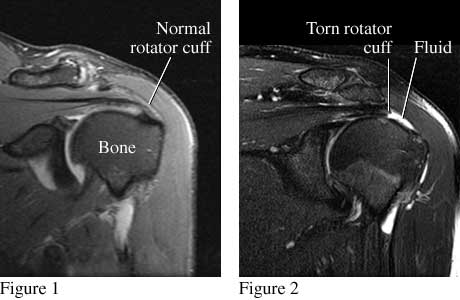 Normal
rotator cuff
Bone
Figure 1
Torn rotator
cuff
Fluid
Figure 2